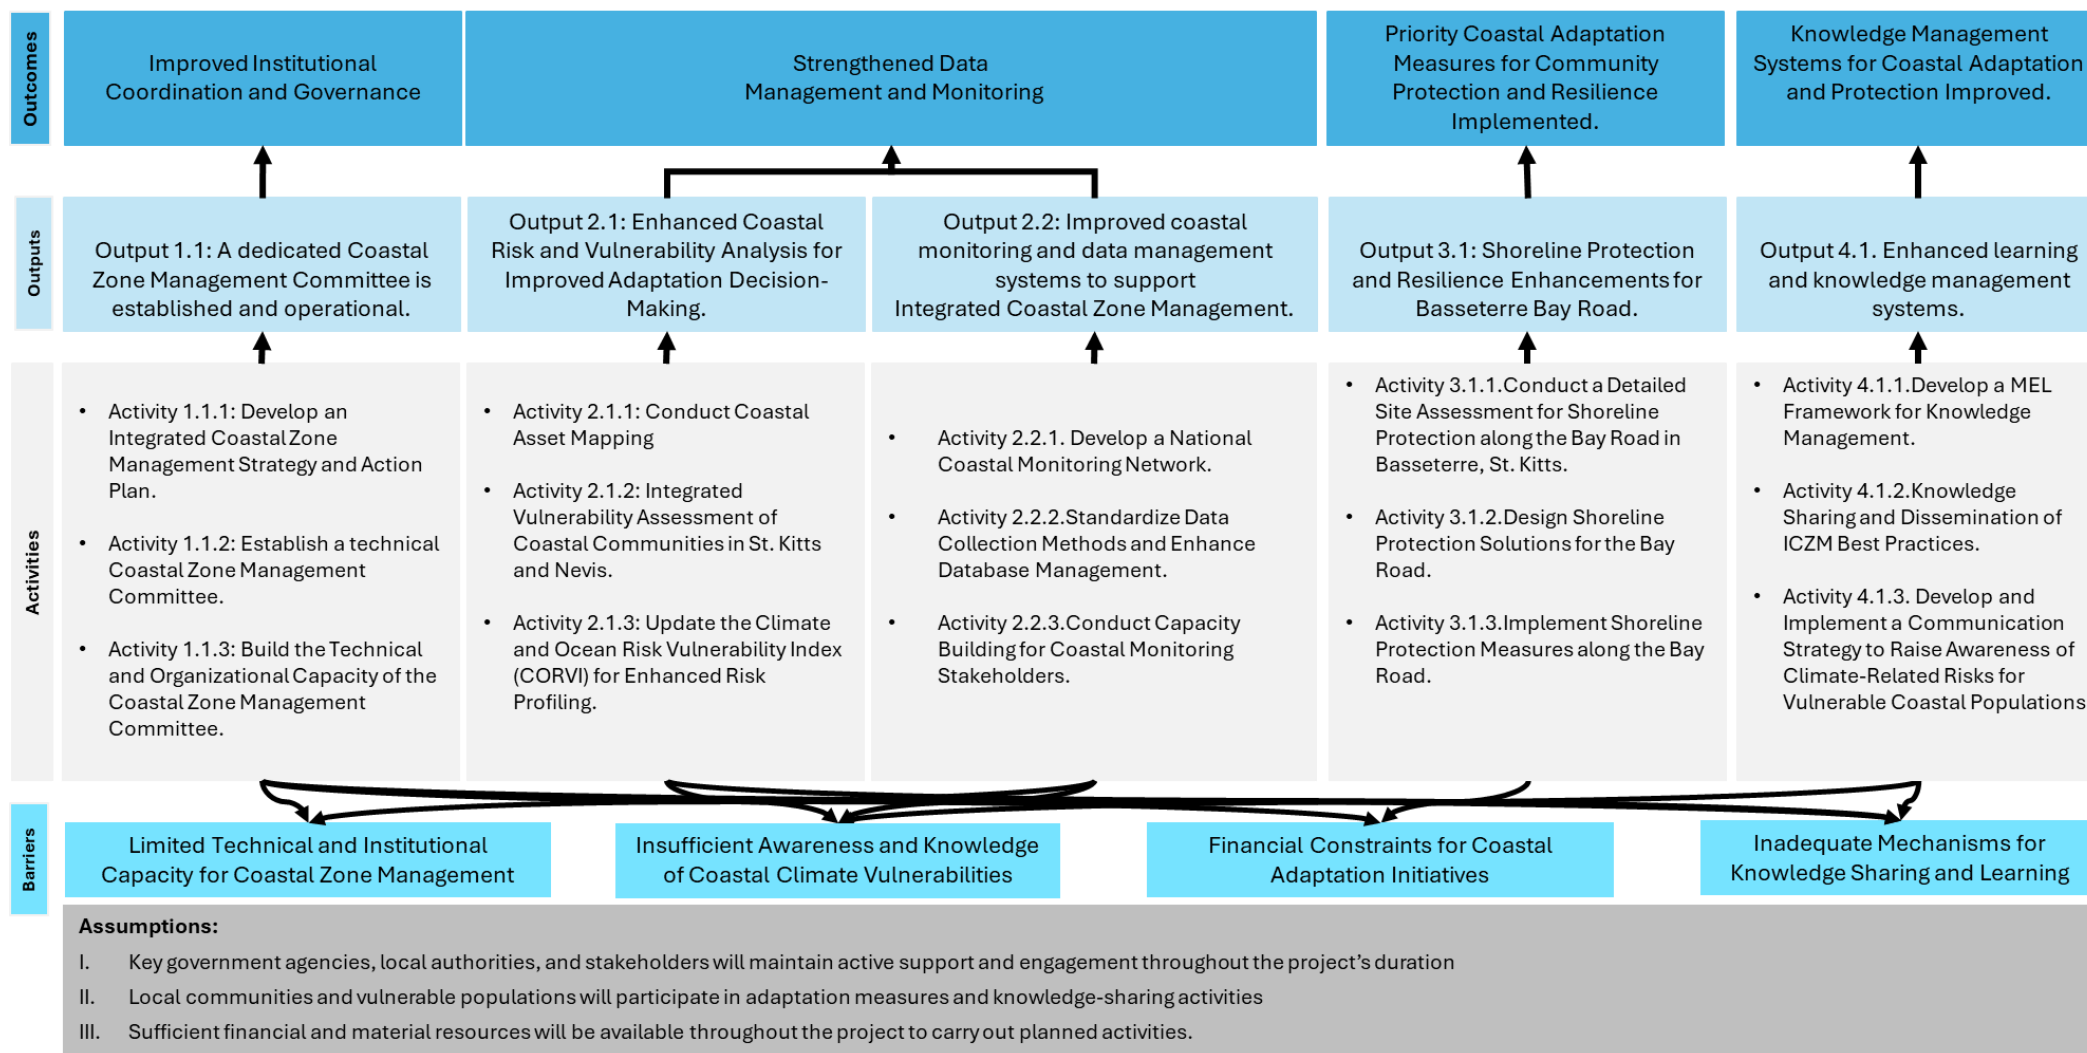 Outcomes
Improved Institutional
Coordination and Governance
Strengthened Data
Management and Monitoring
Priority Coastal Adaptation
Measures for Community
Protection and Resilience
Implemented.
Knowledge Management
Systems for Coastal Adaptation
and Protection Improved.
Outputs
Output 1.1: A dedicated Coastal
Zone Management Committee is
established and operational.
Output 2.1: Enhanced Coastal
Risk and Vulnerability Analysis for
Improved Adaptation Decision-
Making.
Output 2.2: Improved coastal
monitoring and data management
systems to support
Integrated Coastal Zone Management.
Output 3.1: Shoreline Protection
and Resilience Enhancements for
Basseterre Bay Road.
Output 4.1. Enhanced learning
and knowledge management
systems.
Activities
• Activity 1.1.1: Develop an
Integrated Coastal Zone
Management Strategy and Action
Plan.
• Activity 1.1.2: Establish a technical
Coastal Zone Management
Committee.
• Activity 1.1.3: Build the Technical
and Organizational Capacity of the
Coastal Zone Management
Committee.
• Activity 2.1.1: Conduct Coastal
Asset Mapping
• Activity 2.1.2: Integrated
Vulnerability Assessment of
Coastal Communities in St. Kitts
and Nevis.
• Activity 2.1.3: Update the Climate
and Ocean Risk Vulnerability Index
(CORVI) for Enhanced Risk
Profiling.
• Activity 2.2.1. Develop a National
Coastal Monitoring Network.
• Activity 2.2.2.Standardize Data
Collection Methods and Enhance
Database Management.
• Activity 2.2.3.Conduct Capacity
Building for Coastal Monitoring
Stakeholders.
• Activity 3.1.1.Conduct a Detailed
Site Assessment for Shoreline
Protection along the Bay Road in
Basseterre, St. Kitts.
• Activity 3.1.2.Design Shoreline
Protection Solutions for the Bay
Road.
• Activity 3.1.3.Implement Shoreline
Protection Measures along the Bay
Road.
• Activity 4.1.1.Develop a MEL
Framework for Knowledge
Management.
• Activity 4.1.2.Knowledge
Sharing and Dissemination of
ICZM Best Practices.
• Activity 4.1.3. Develop and
Implement a Communication
Strategy to Raise Awareness of
Climate-Related Risks for
Vulnerable Coastal Populations
Barriers
Limited Technical and Institutional
Capacity for Coastal Zone Management
Insufficient Awareness and Knowledge
of Coastal Climate Vulnerabilities
Financial Constraints for Coastal
Adaptation Initiatives
Inadequate Mechanisms for
Knowledge Sharing and Learning
Assumptions:
I. Key government agencies, local authorities, and stakeholders will maintain active support and engagement throughout the project's duration
II. Local communities and vulnerable populations will participate in adaptation measures and knowledge-sharing activities
III. Sufficient financial and material resources will be available throughout the project to carry out planned activities.